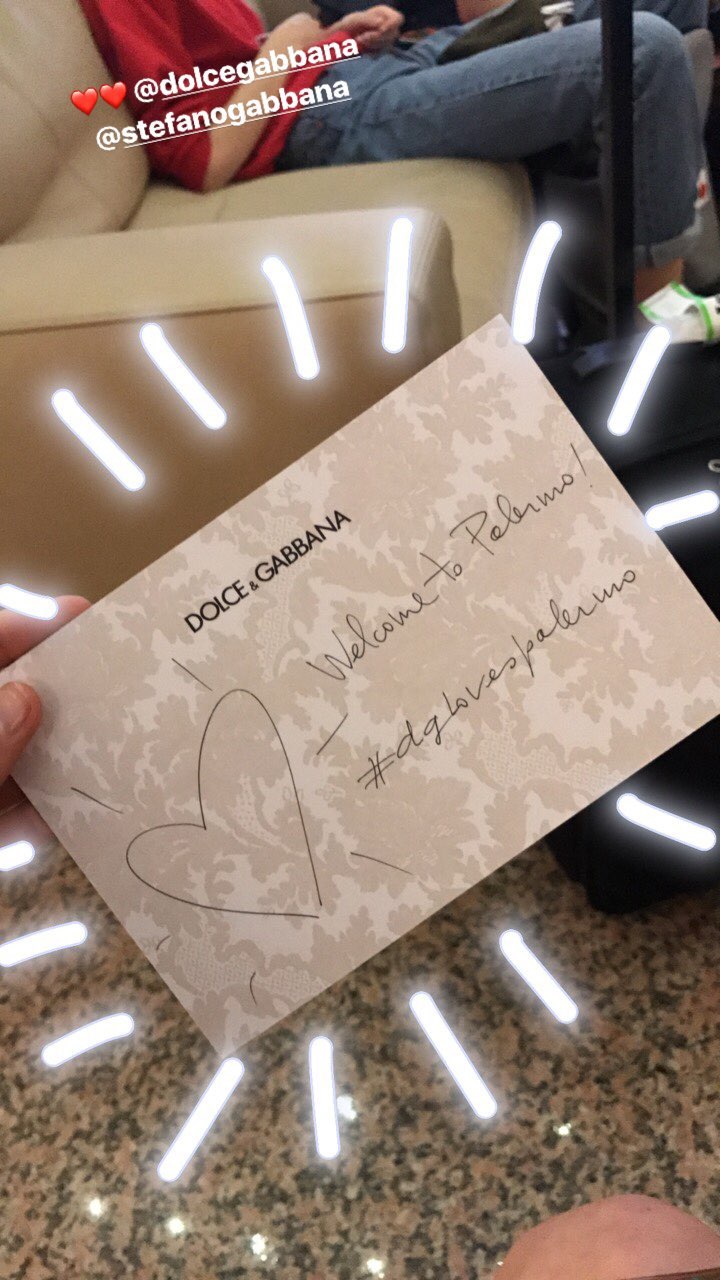 ❤️❤️ @dolcegabbana
@stefanogabbana
DOLCE & GABBANA
Welcome to Palermo!
#dglovespalermo